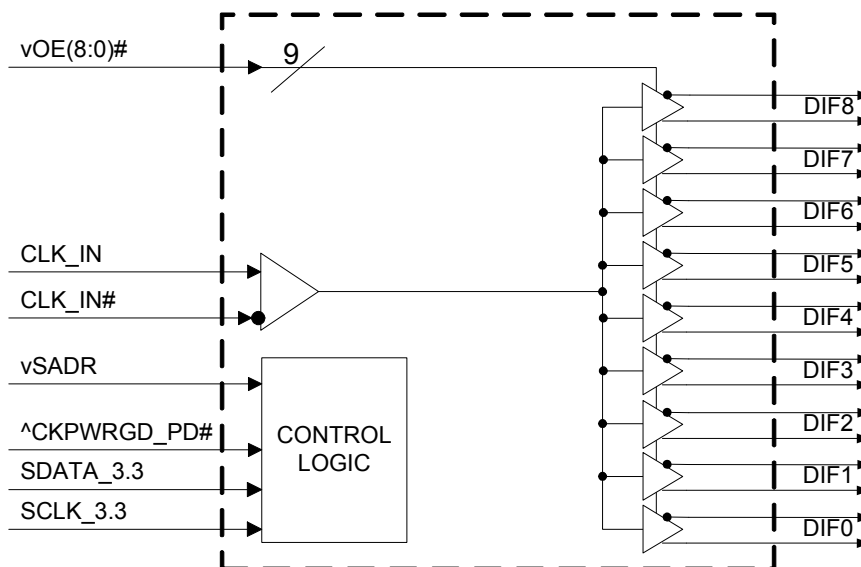 vOE(8:0)#
9
DIF8
DIF7
DIF6
CLK_IN
DIF5
CLK_IN#
DIF4
vSADR
DIF3
^CKPWRGD_PD#
CONTROL
LOGIC
DIF2
SDATA_3.3
DIF1
SCLK_3.3
DIF0